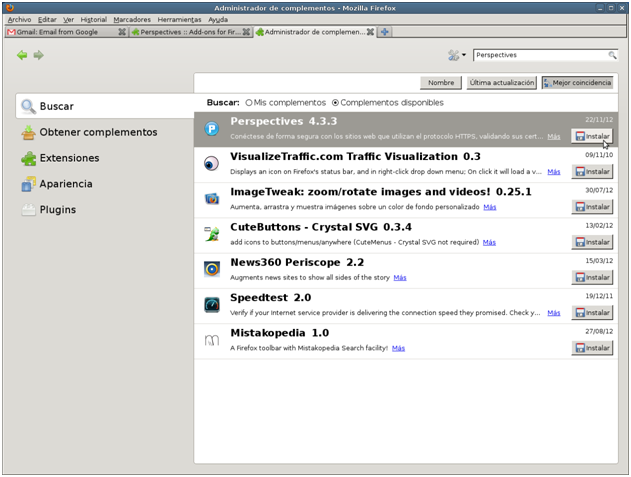 Administrador de complementos - Mozilla Firefox
Archivo Editar Ver Historial Marcadores Herramientas Ayuda
Gmail: Email from Google Perspectives :: Add-ons for Fir... Administrador de complemen...
Perspectives
Nombre Última actualización Mejor coincidencia
Buscar: Mis complementos Complementos disponibles
Buscar
Obtener complementos
Extensiones
Apariencia
Plugins
Perspectives 4.3.3 22/11/12
Conéctese de forma segura con los sitios web que utilizan el protocolo HTTPS, validando sus cert... Más Instalar
VisualizeTraffic.com Traffic Visualization 0.3 09/11/10
Displays an icon on Firefox's status bar, and in right-click drop down menu; On click it will load a v... Más Instalar
ImageTweak: zoom/rotate images and videos! 0.25.1 30/07/12
Aumenta, arrastra y muestra imágenes sobre un color de fondo personalizado Más Instalar
CuteButtons - Crystal SVG 0.3.4 13/02/12
add icons to buttons/menus/anywhere (CuteMenus - Crystal SVG not required) Más Instalar
News360 Periscope 2.2 15/03/12
Augments news sites to show all sides of the story Más Instalar
Speedtest 2.0 19/12/11
Verify if your Internet service provider is delivering the connection speed they promised. Check y... Más Instalar
Mistakopedia 1.0 27/08/12
A Firefox toolbar with Mistakopedia Search facility! Más Instalar